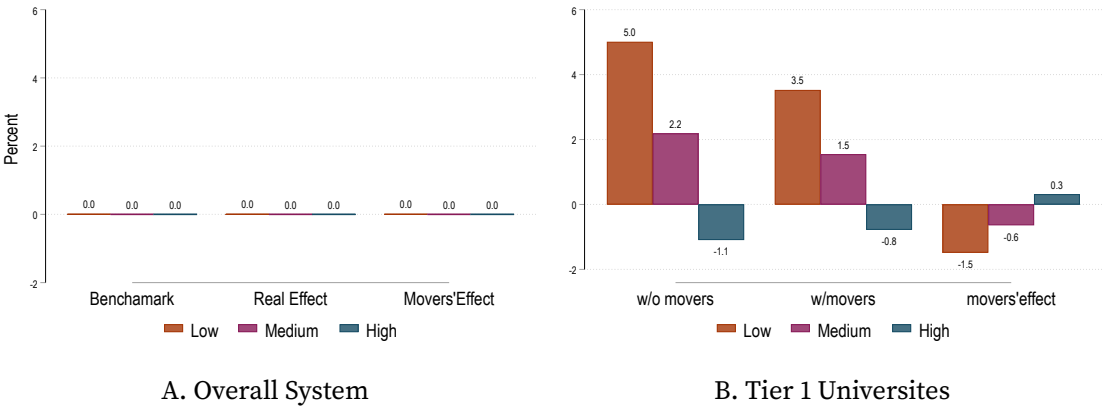 6
4
2
0
-2
Percent
0.0 0.0 0.0 0.0 0.0 0.0 0.0 0.0 0.0
Benchamark Real Effect Movers'Effect
Low Medium High
A. Overall System
6
4
2
0
-2
5.0
2.2
-1.1
3.5
1.5
-0.8
-1.5
-0.6
0.3
w/o movers w/movers movers'effect
Low Medium High
B. Tier 1 Universites